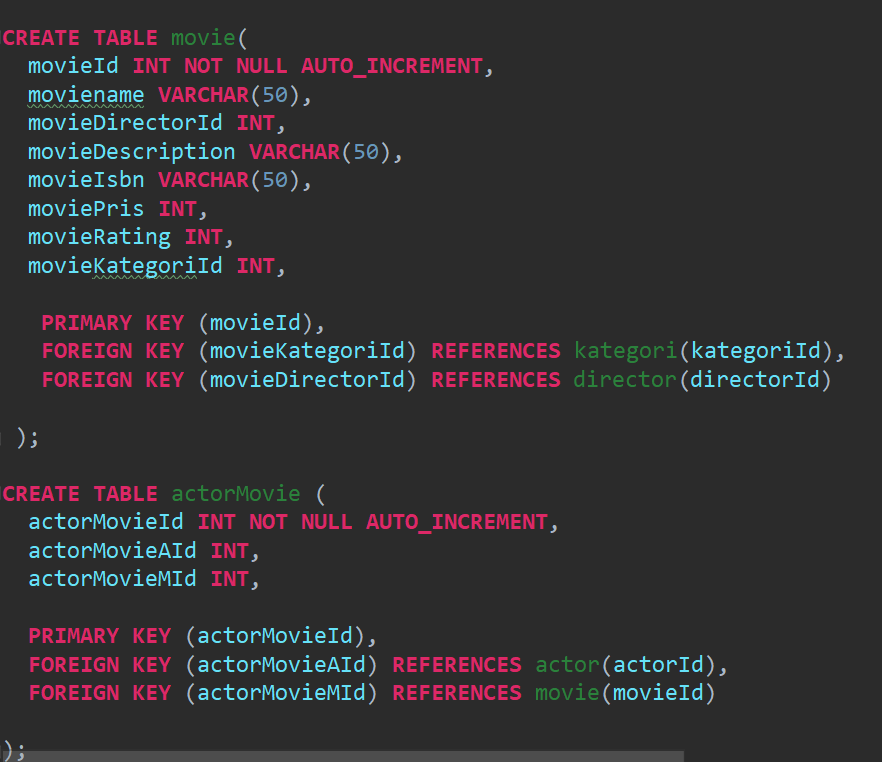 CREATE TABLE movie(
movieId INT NOT NULL AUTO_INCREMENT,
moviename VARCHAR(50),
movieDirectorId INT,
movieDescription VARCHAR(50),
movieIsbn VARCHAR(50),
moviePris INT,
movieRating INT,
movieKategoriId INT,
PRIMARY KEY (movieId),
FOREIGN KEY (movieKategoriId) REFERENCES kategori(kategoriId),
FOREIGN KEY (movieDirectorId) REFERENCES director(directorId)
);
CREATE TABLE actorMovie (
actorMovieId INT NOT NULL AUTO_INCREMENT,
actorMovieAId INT,
actorMovieMId INT,
PRIMARY KEY (actorMovieId),
FOREIGN KEY (actorMovieAId) REFERENCES actor(actorId),
FOREIGN KEY (actorMovieMId) REFERENCES movie(movieId)
);